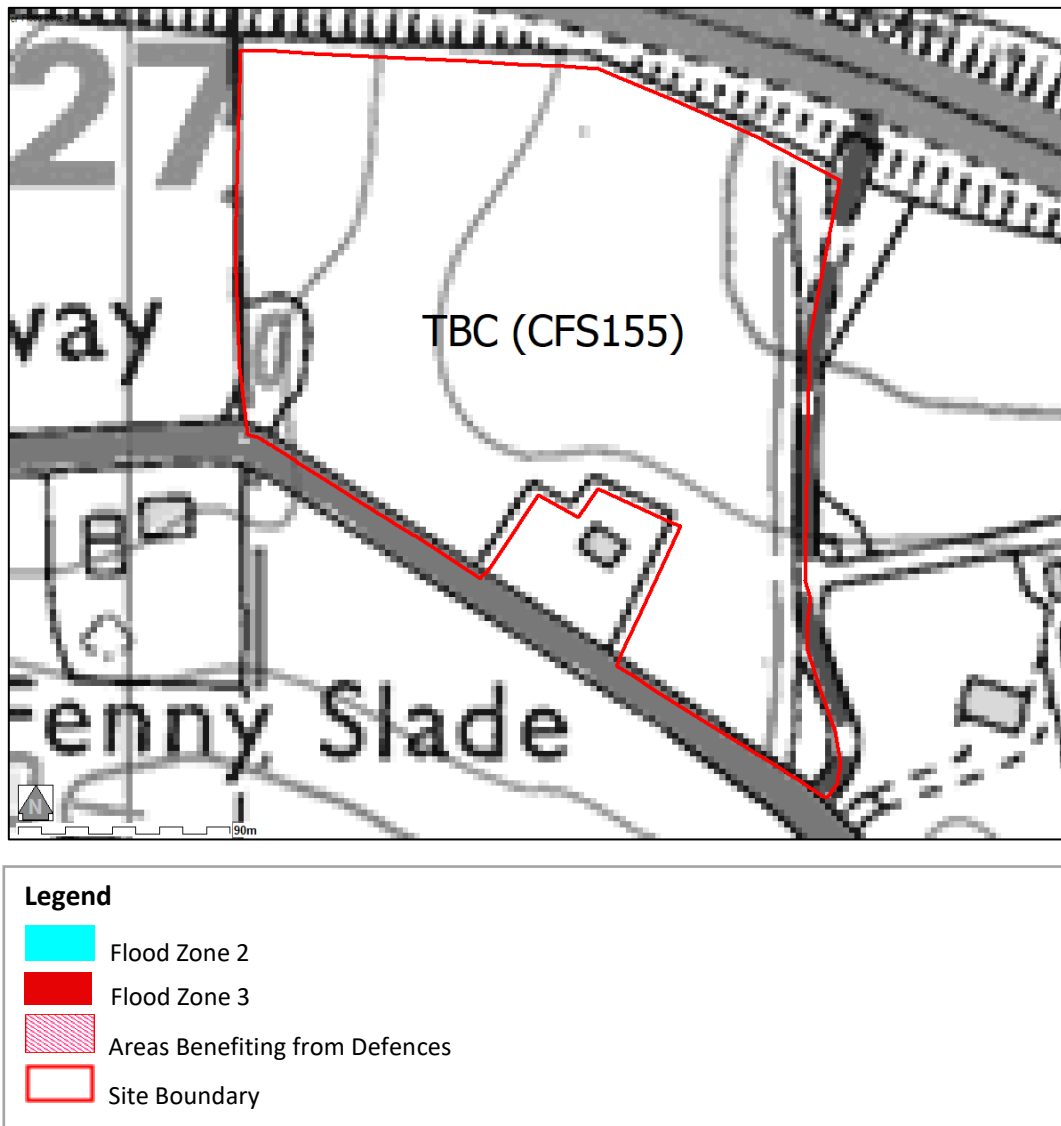 27
way
TBC (CFS155)
Fenny Slade
N
90m
Legend
Flood Zone 2
Flood Zone 3
Areas Benefiting from Defences
Site Boundary